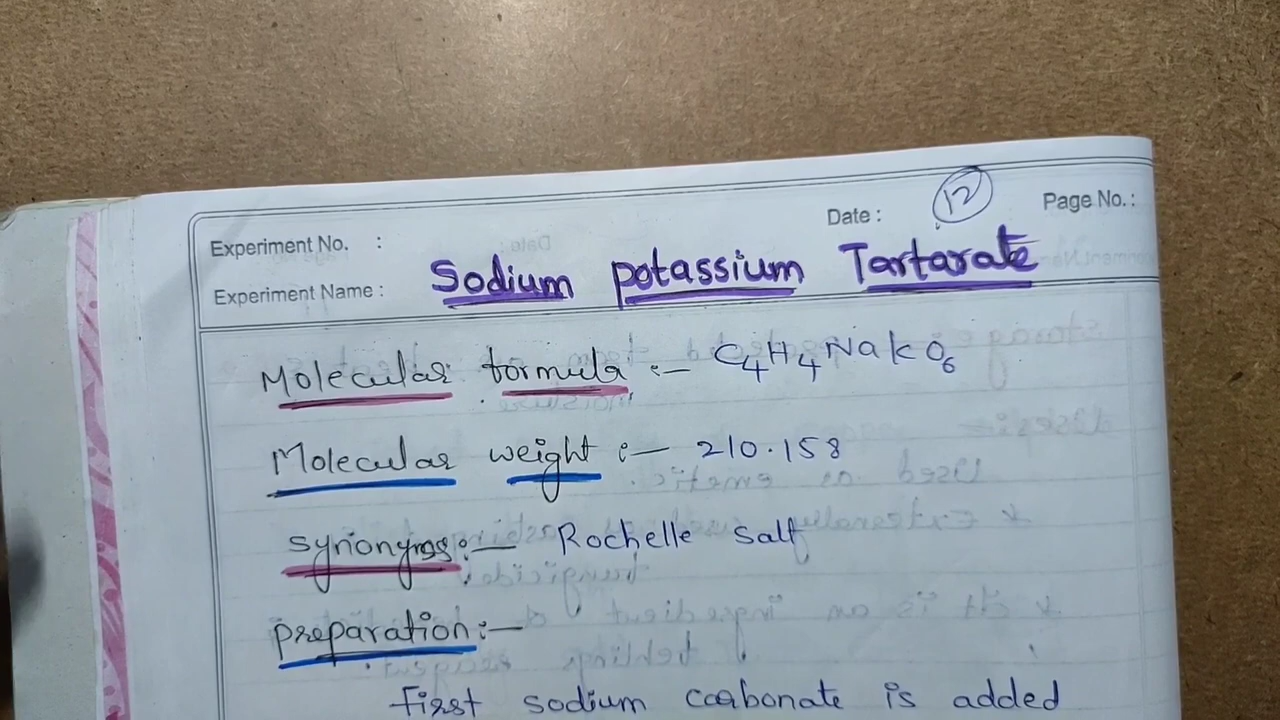 Date : 12 Page No. :
Experiment No. :
Experiment Name : Sodium potassium Tartarate
Molecular formula :- C4H4NaKO6
Molecular weight :- 210.158
Synonyms :- Rochelle Salt
preparation :-
First sodium carbonate is added